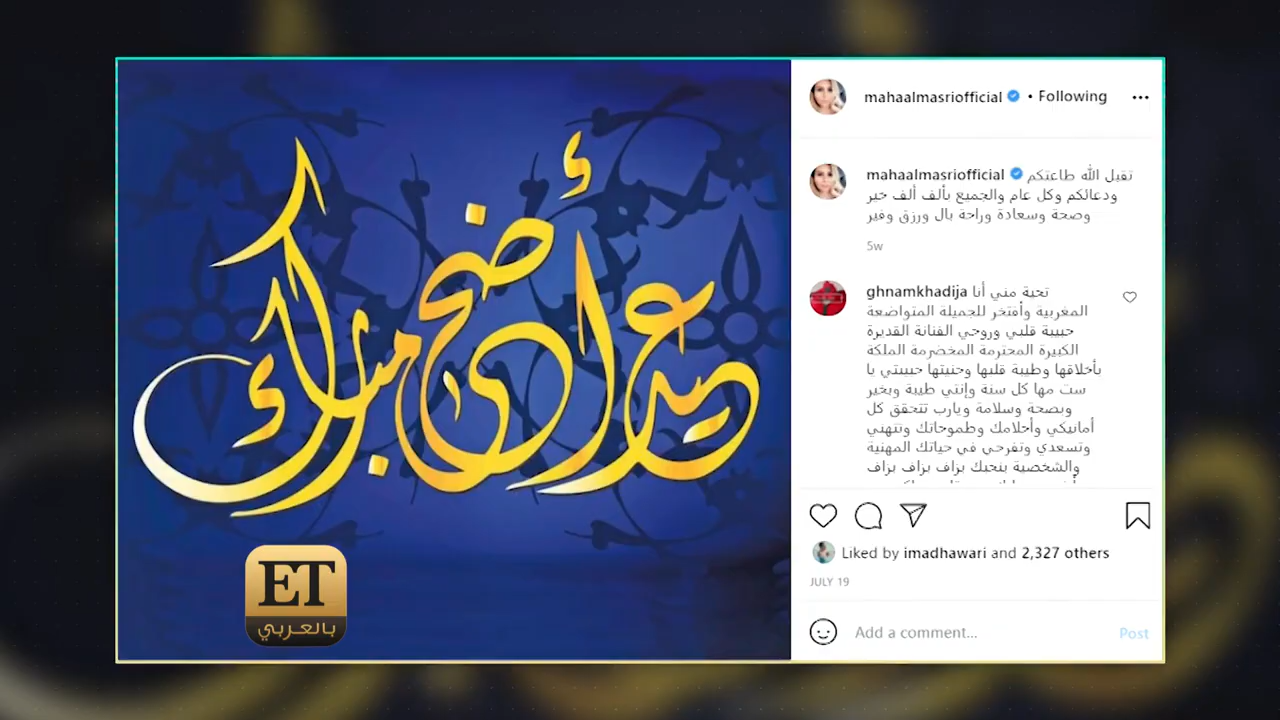 عيد أضحى مبارك
ET
بالعربي
mahaalmasriofficial • Following
mahaalmasriofficial تقبل الله طاعتكم
ودعائكم وكل عام والجميع بألف ألف خير
وصحة وسعادة وراحة بال ورزق وفير
5w
ghnamkhadija تحية مني أنا
المغربية وأفتخر للجميلة المتواضعة
حبيبة قلبي وروحي الفنانة القديرة
الكبيرة المحترمة المخضرمة الملكة
بأخلاقها وطيبة قلبها وحنيتها حبيبتي يا
ست مها كل سنة وإنتي طيبة وبخير
وبصحة وسلامة ويارب تتحقق كل
أمانيكي وأحلامك وطموحاتك وتتهني
وتسعدي وتفرحي في حياتك المهنية
والشخصية بنحبك بزاف بزاف بزاف
Liked by imadhawari and 2,327 others
JULY 19
Add a comment... Post